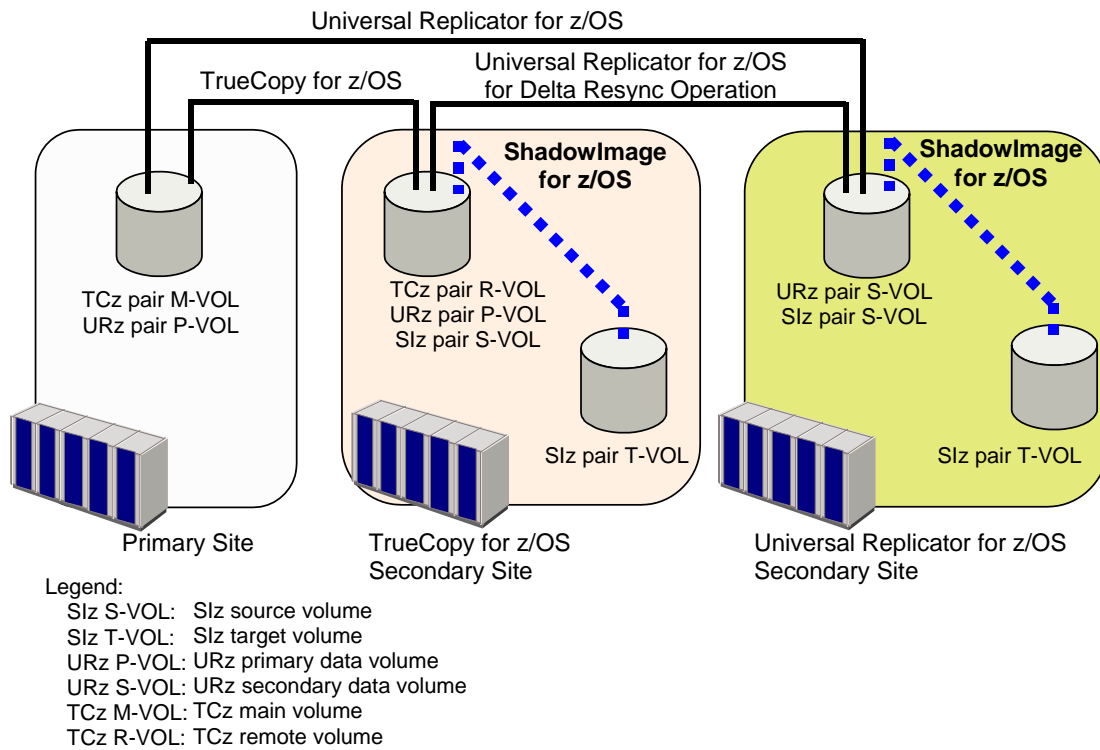 Universal Replicator for z/OS
TrueCopy for z/OS
Universal Replicator for z/OS
for Delta Resync Operation
ShadowImage
for z/OS
ShadowImage
for z/OS
TCz pair M-VOL
URz pair P-VOL
TCz pair R-VOL
URz pair P-VOL
SIz pair S-VOL
URz pair S-VOL
SIz pair S-VOL
SIz pair T-VOL
SIz pair T-VOL
Primary Site
TrueCopy for z/OS
Secondary Site
Universal Replicator for z/OS
Secondary Site
Legend:
SIz S-VOL: SIz source volume
SIz T-VOL: SIz target volume
URz P-VOL: URz primary data volume
URz S-VOL: URz secondary data volume
TCz M-VOL: TCz main volume
TCz R-VOL: TCz remote volume